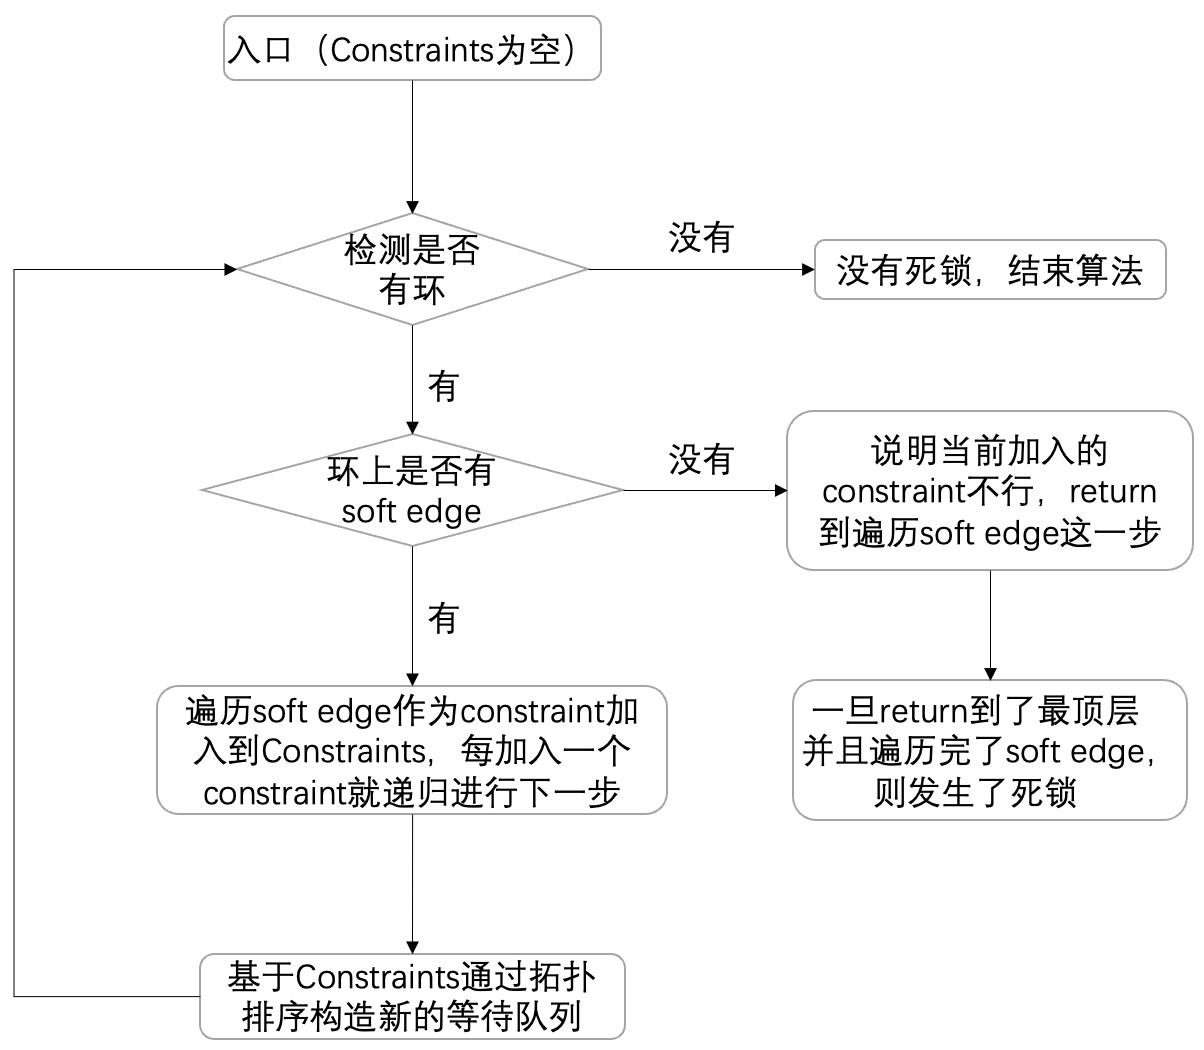 入口（Constraints为空）
检测是否
有环
没有
没有死锁，结束算法
有
环上是否有
soft edge
没有
说明当前加入的
constraint不行，return
到遍历soft edge这一步
有
遍历soft edge作为constraint加
入到Constraints，每加入一个
constraint就递归进行下一步
一旦return到了最顶层
并且遍历完了soft edge，
则发生了死锁
基于Constraints通过拓扑
排序构造新的等待队列